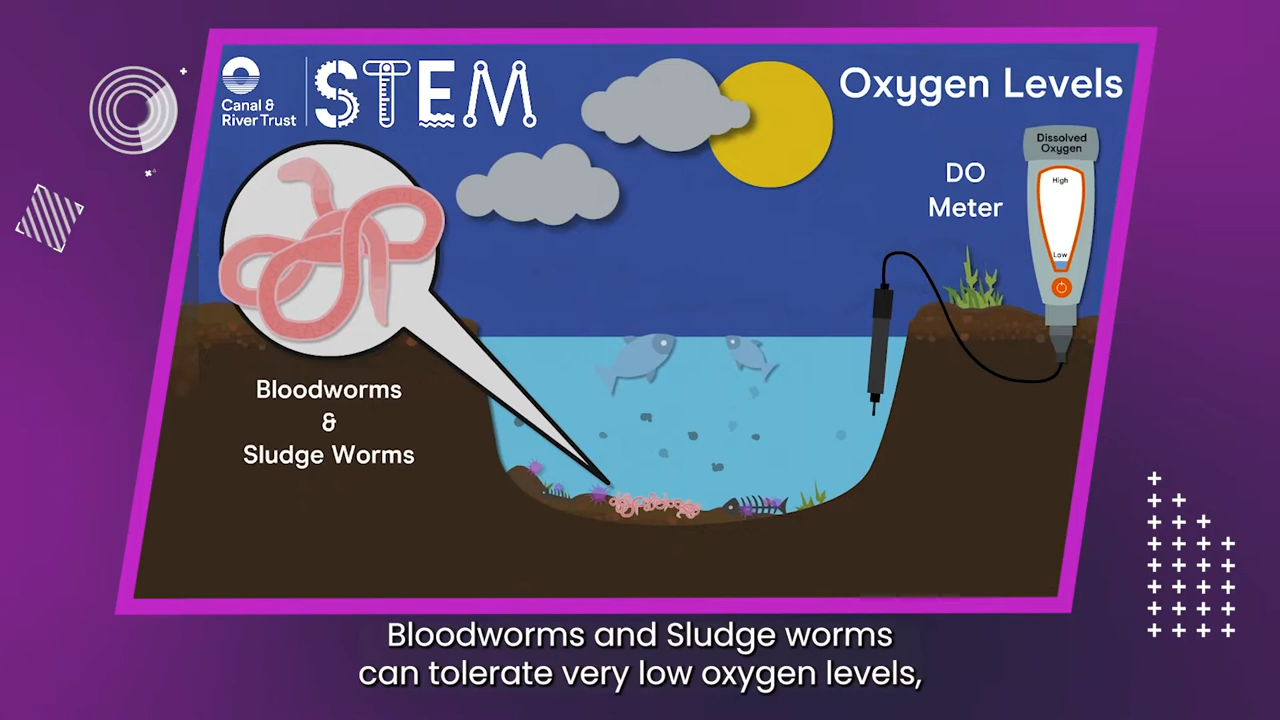 Canal &
River Trust
STEM
Oxygen Levels
Dissolved
Oxygen
High
Low
DO
Meter
Bloodworms
&
Sludge Worms
Bloodworms and Sludge worms
can tolerate very low oxygen levels,